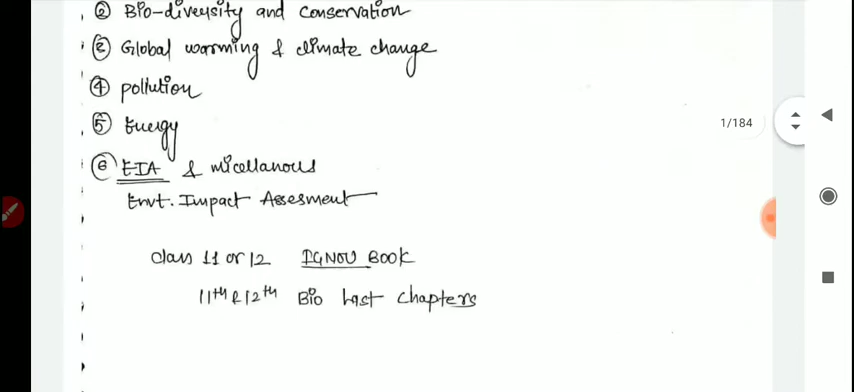 ② Bio-diversity and conservation
③ Global warming & climate change
④ pollution
⑤ Energy
1/184
⑥ EIA & micellanous
Envt. Impact Assesment
class 11 or 12 IGNOU Book
11th & 12th Bio Last chapters